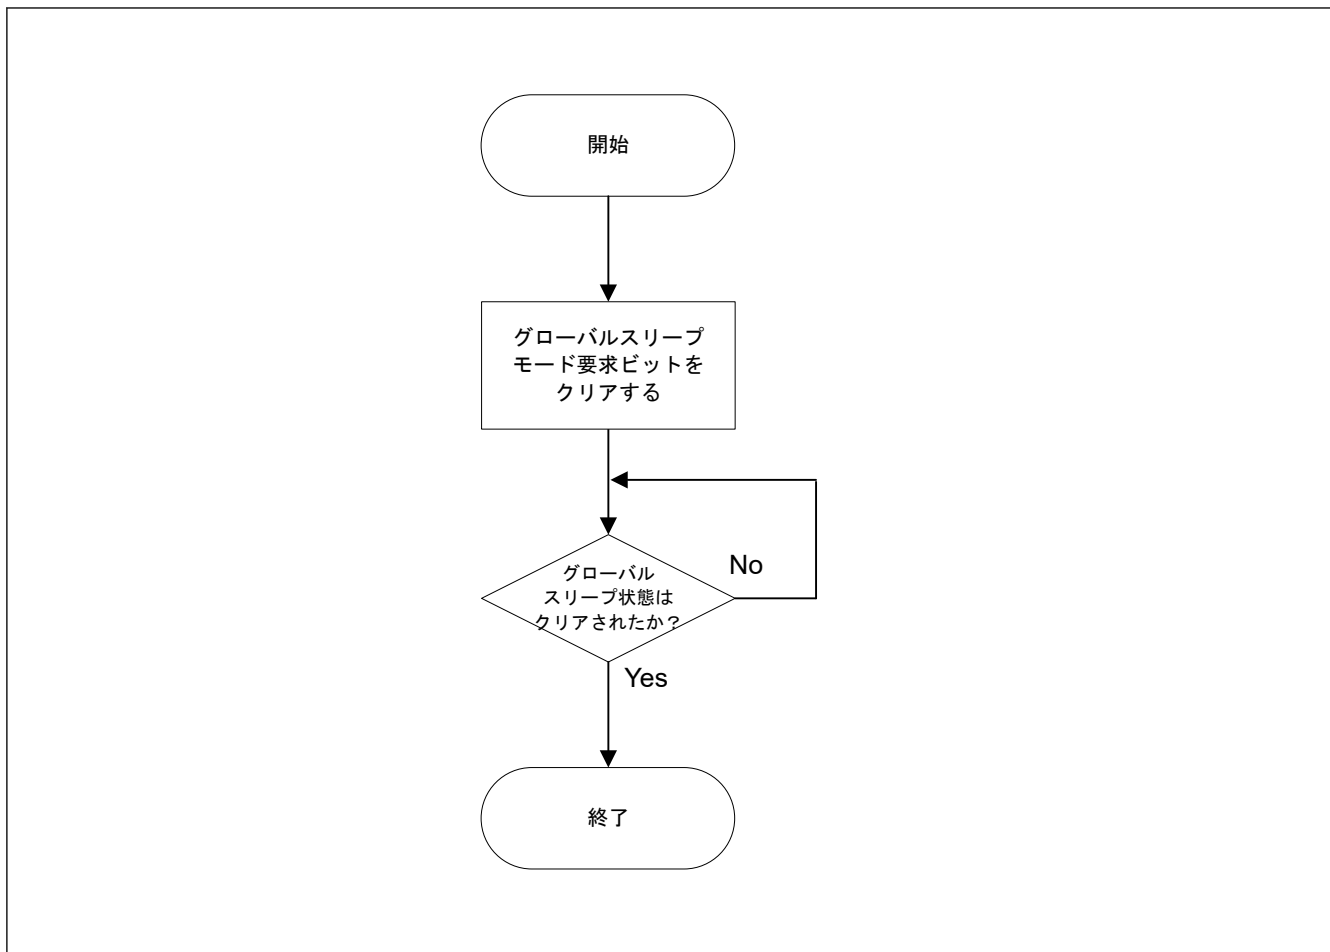 開始
グローバルスリープ
モード要求ビットを
クリアする
グローバル
スリープ状態は
クリアされたか?
No
Yes
終了